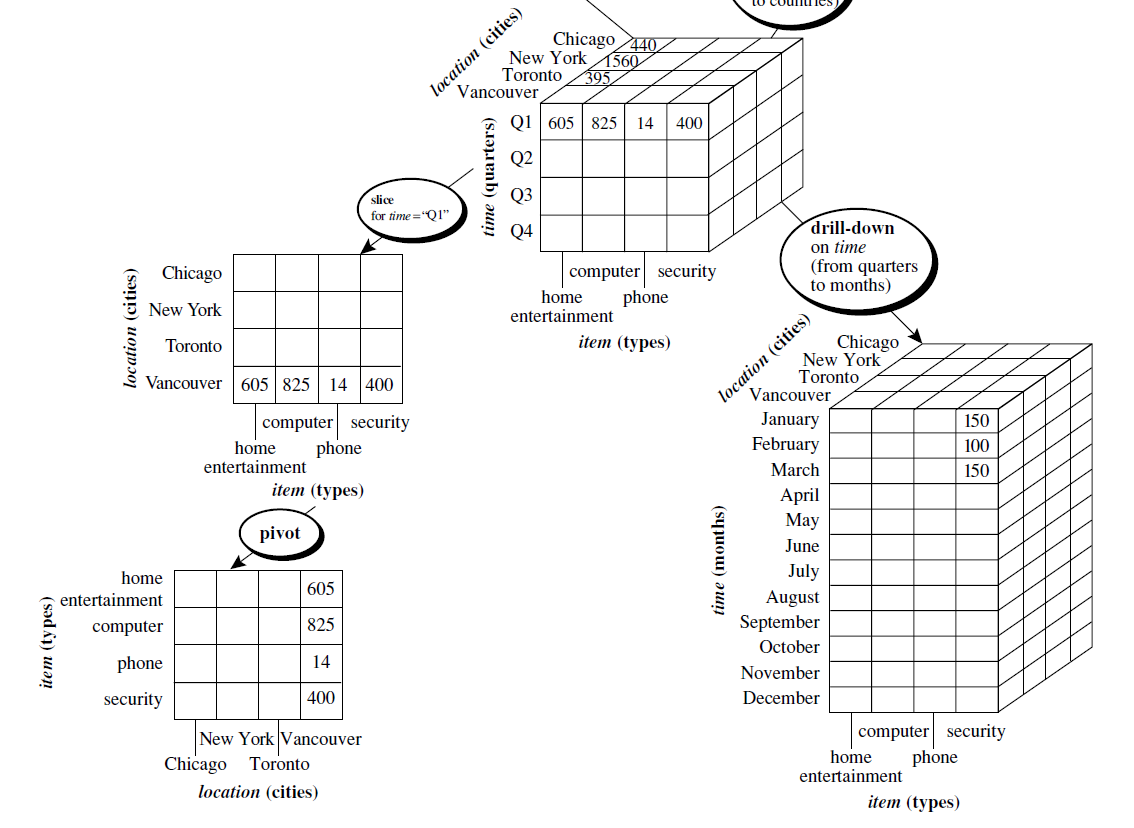 to countries)
location (cities)
Chicago
440
New York
1560
Toronto
395
Vancouver
time (quarters)
Q1 605 825 14 400
Q2
Q3
Q4
computer security
home phone
entertainment
item (types)
slice
for time = “Q1”
location (cities)
Chicago
New York
Toronto
Vancouver 605 825 14 400
computer security
home phone
entertainment
item (types)
drill-down
on time
(from quarters
to months)
location (cities)
Chicago
New York
Toronto
Vancouver
time (months)
January 150
February 100
March 150
April
May
June
July
August
September
October
November
December
computer security
home phone
entertainment
item (types)
pivot
item (types)
home
entertainment 605
computer 825
phone 14
security 400
New York Vancouver
Chicago Toronto
location (cities)